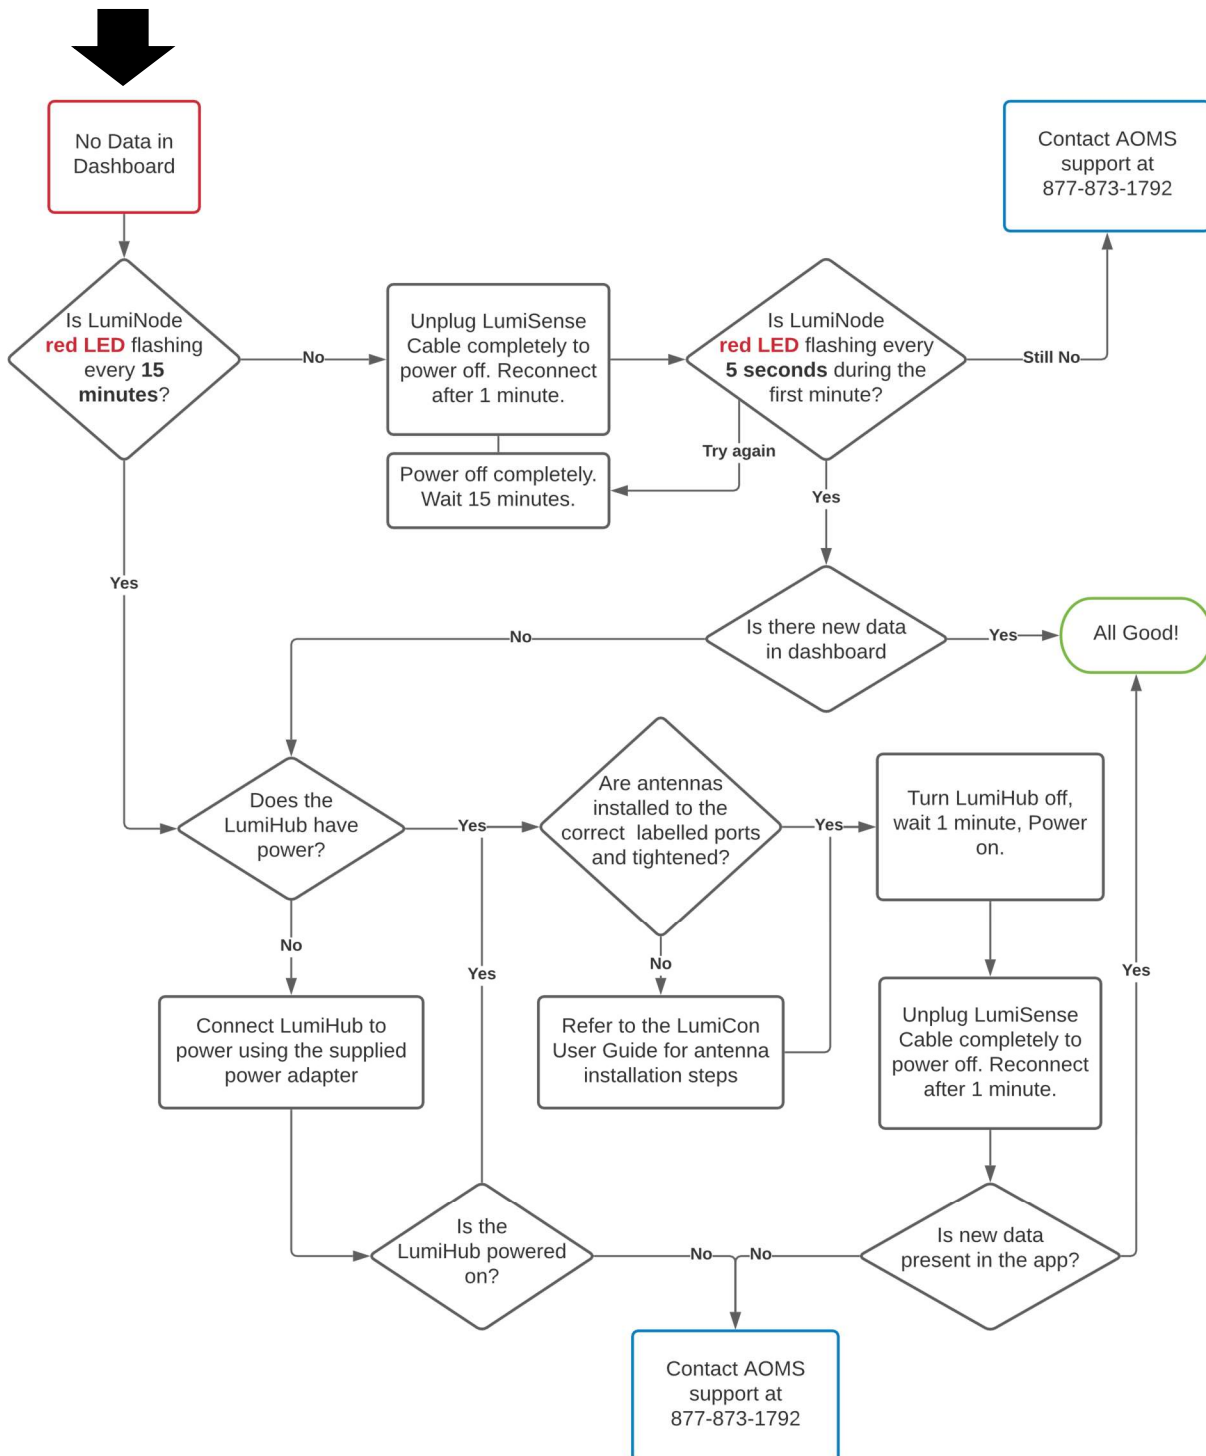 No Data in
Dashboard
Contact AOMS
support at
877-873-1792
Is LumiNode
red LED flashing
every 15
minutes?
No
Unplug LumiSense
Cable completely to
power off. Reconnect
after 1 minute.
Is LumiNode
red LED flashing every
5 seconds during the
first minute?
Still No
Try again
Power off completely.
Wait 15 minutes.
Yes
Yes
Is there new data
in dashboard
No
Yes
All Good!
Does the
LumiHub have
power?
Yes
Are antennas
installed to the
correct labelled ports
and tightened?
Yes
Turn LumiHub off,
wait 1 minute, Power
on.
No
No
Yes
Yes
Connect LumiHub to
power using the supplied
power adapter
Refer to the LumiCon
User Guide for antenna
installation steps
Unplug LumiSense
Cable completely to
power off. Reconnect
after 1 minute.
Is the
LumiHub powered
on?
No
No
Is new data
present in the app?
Contact AOMS
support at
877-873-1792